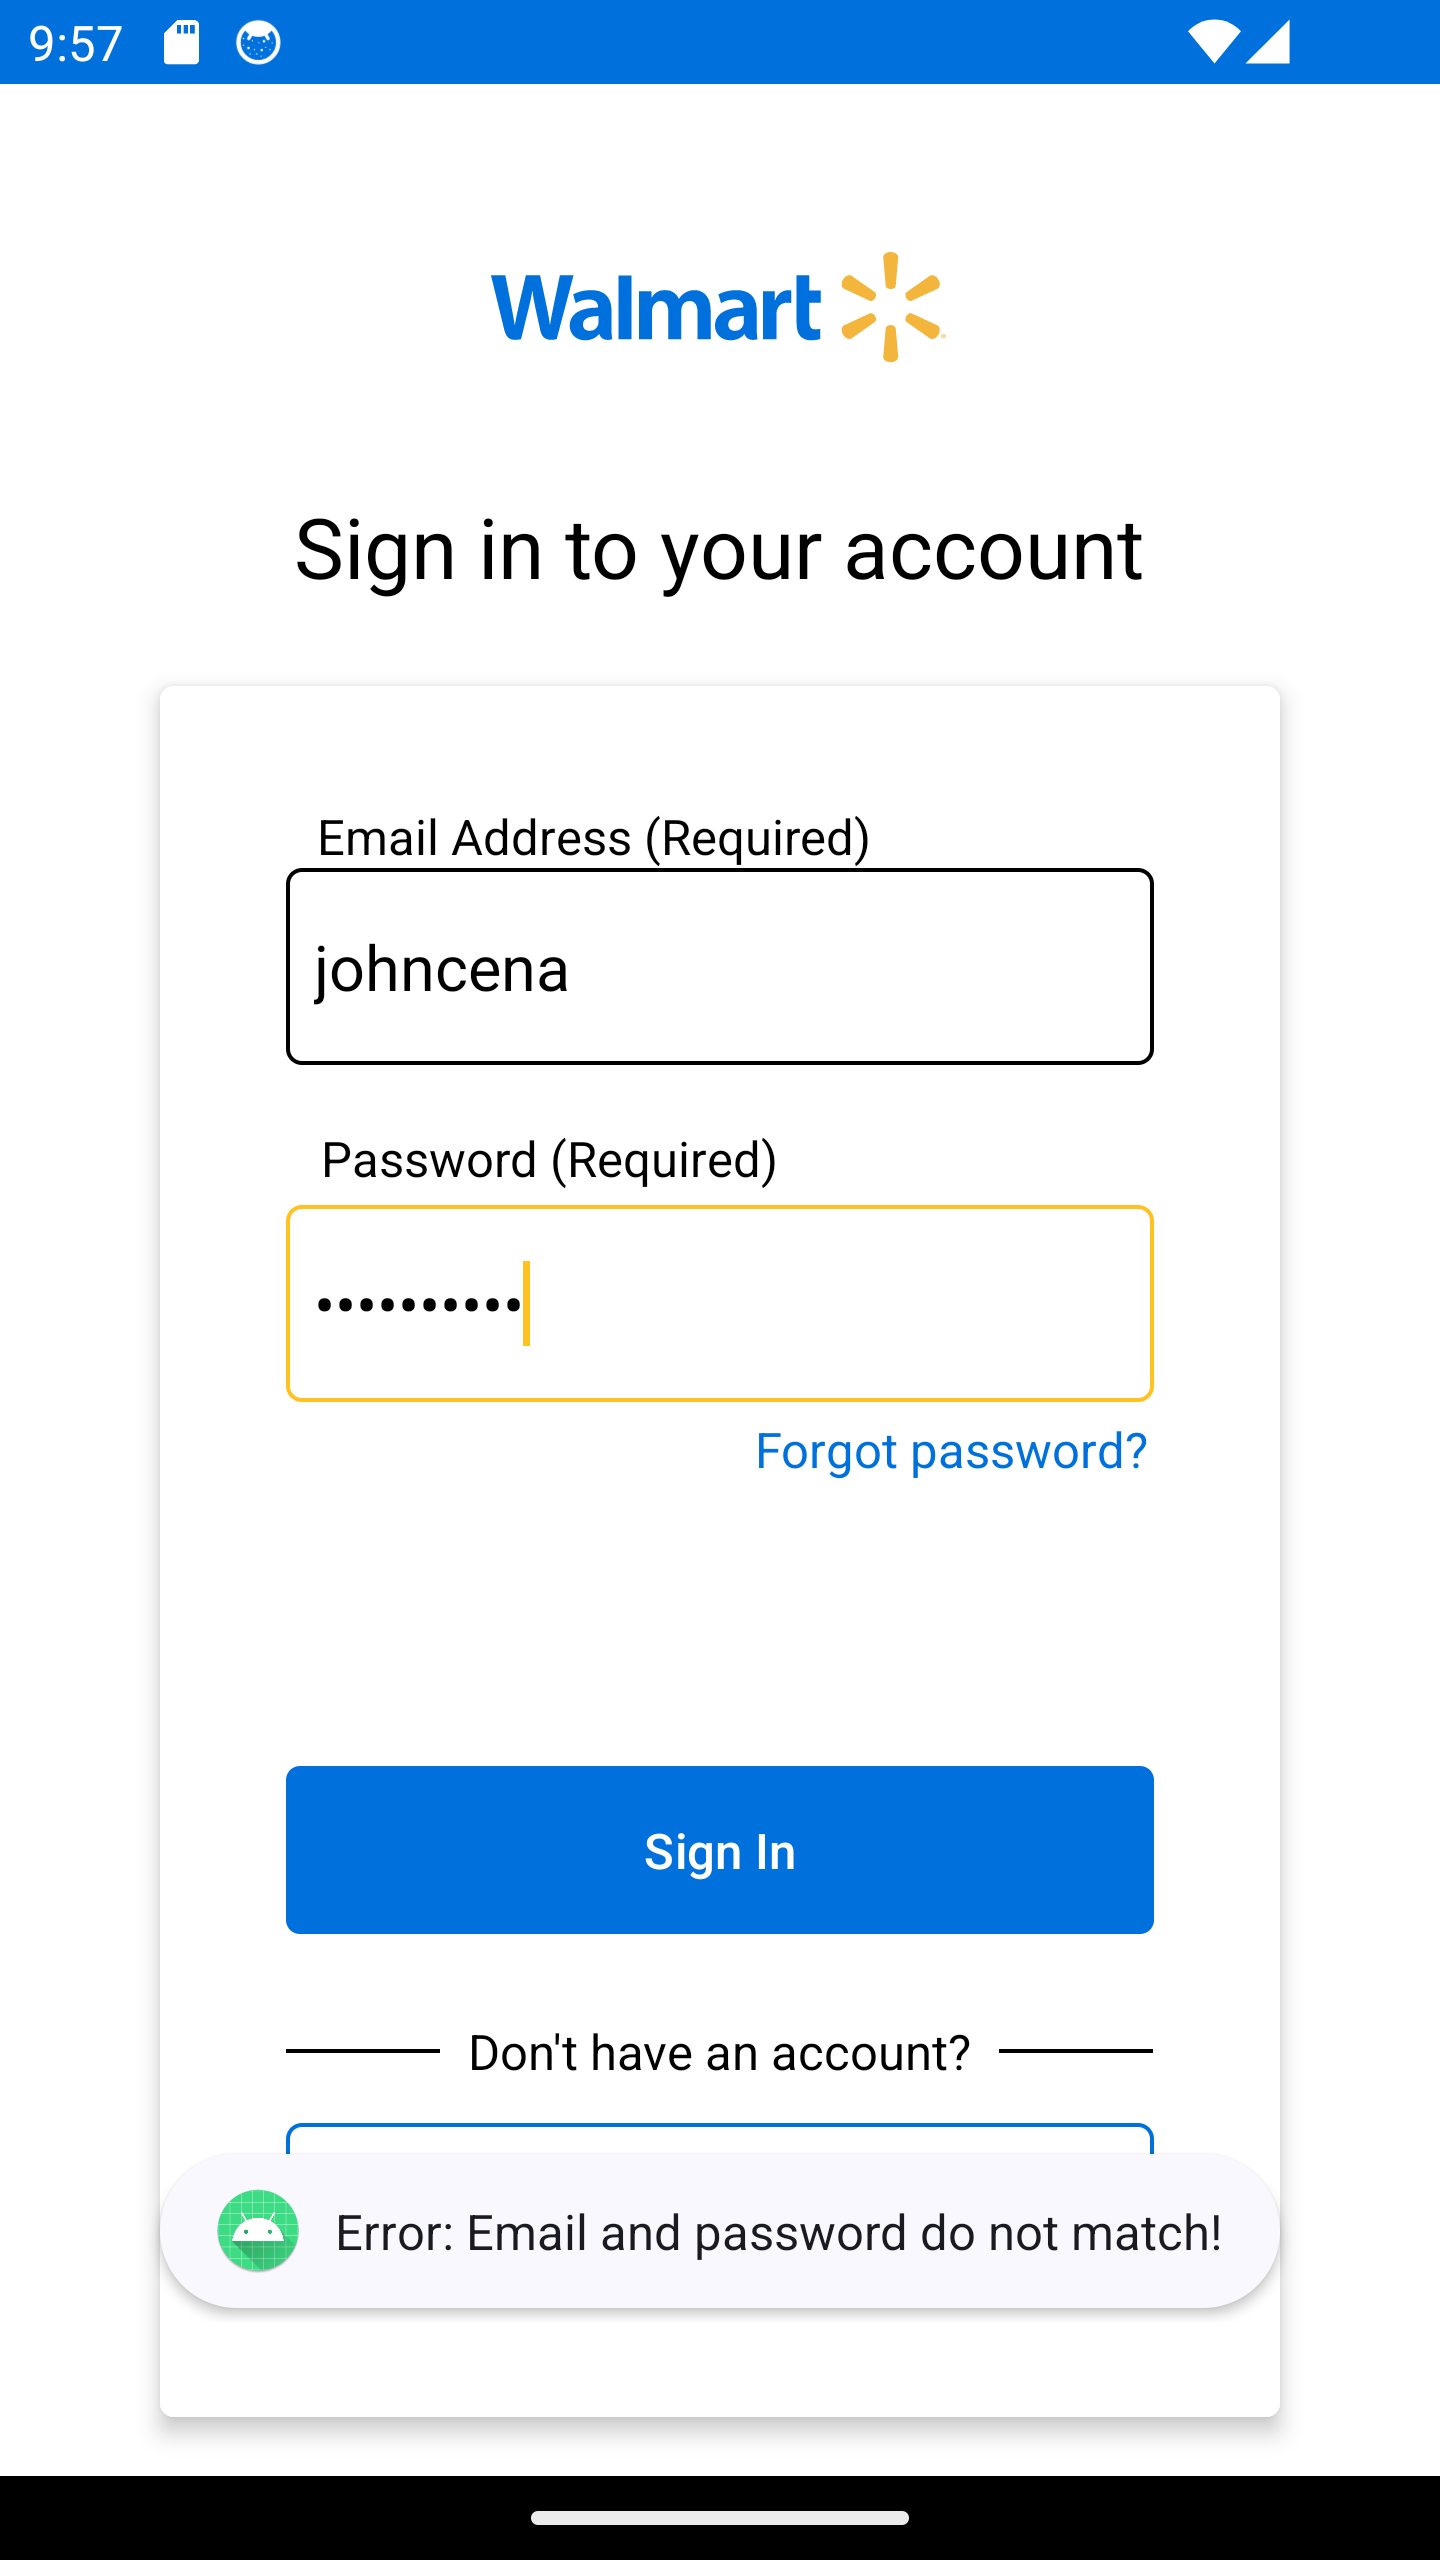 9:57
Walmart
Sign in to your account
Email Address (Required)
johncena
Password (Required)
••••••••••
Forgot password?
Sign In
Don't have an account?
Error: Email and password do not match!